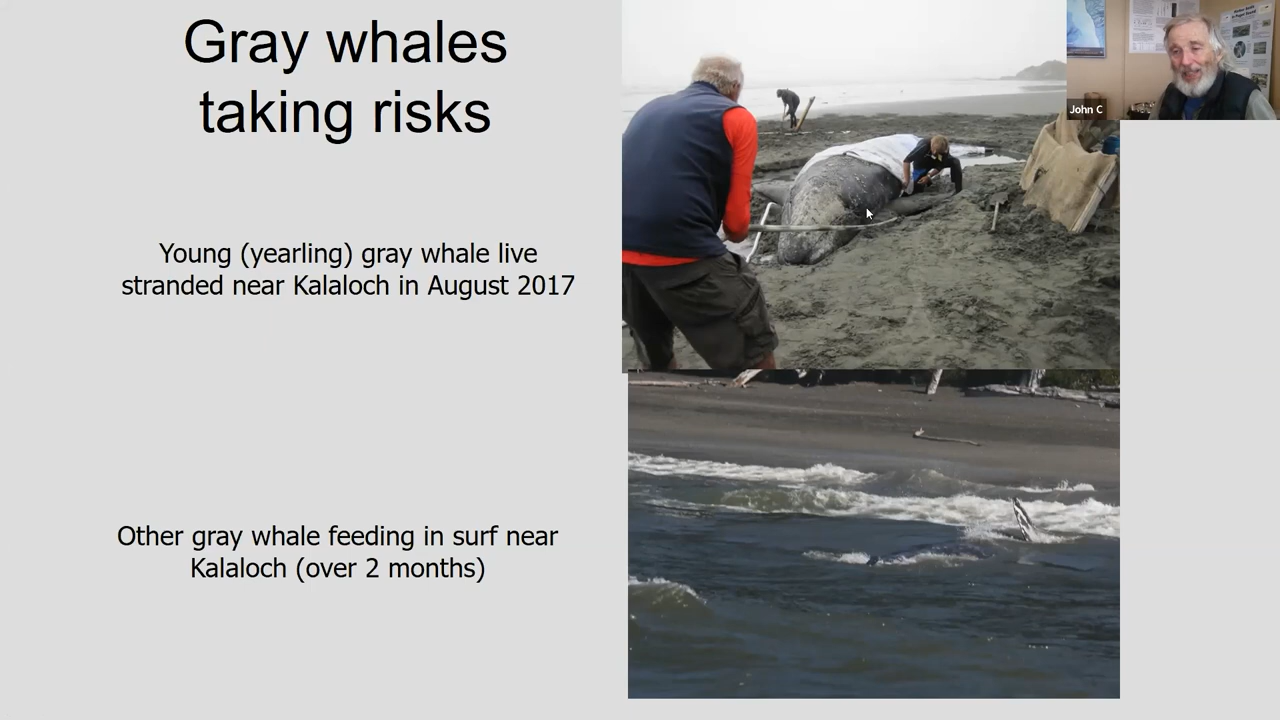 Gray whales
taking risks
John C
Young (yearling) gray whale live
stranded near Kalaloch in August 2017
Other gray whale feeding in surf near
Kalaloch (over 2 months)